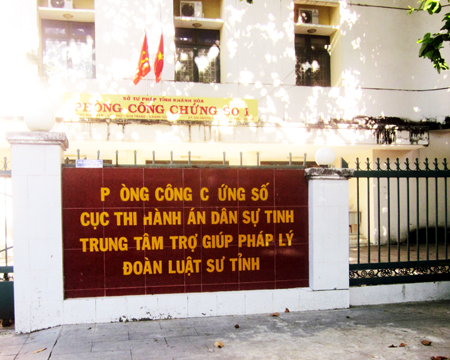 SỞ TƯ PHÁP TỈNH KHÁNH HÒA
PHÒNG CÔNG CHỨNG SỐ 1
P ÒNG CÔNG C ỨNG SỐ
CỤC THI HÀNH ÁN DÂN SỰ TỈNH
TRUNG TÂM TRỢ GIÚP PHÁP LÝ
ĐOÀN LUẬT SƯ TỈNH